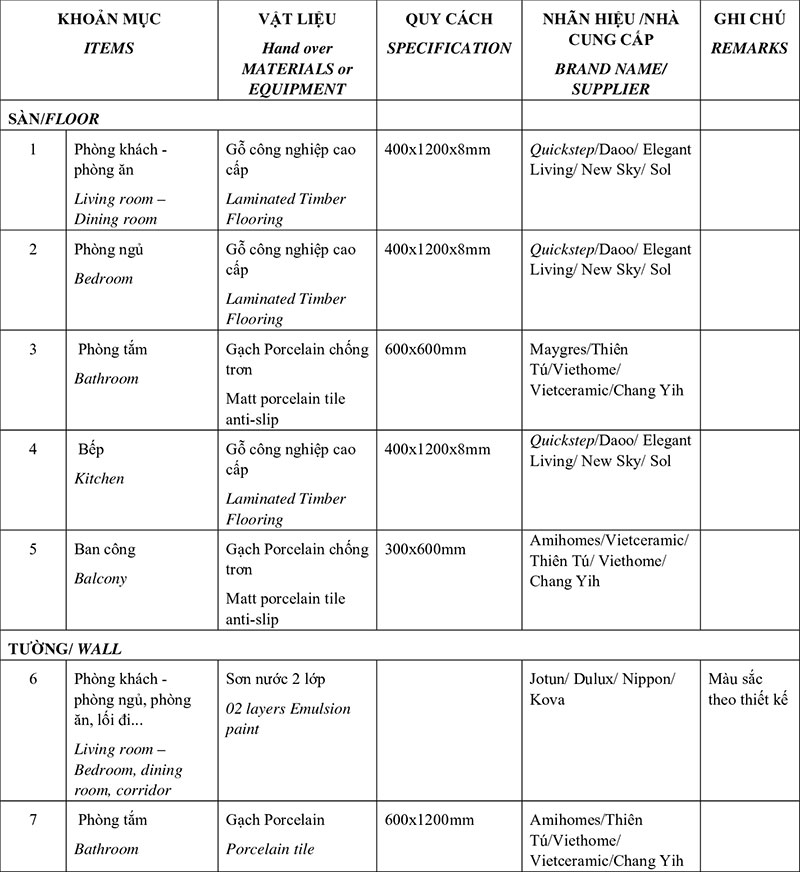 KHOẢN MỤC
ITEMS
VẬT LIỆU
Hand over
MATERIALS or
EQUIPMENT
QUY CÁCH
SPECIFICATION
NHÃN HIỆU /NHÀ
CUNG CẤP
BRAND NAME/
SUPPLIER
GHI CHÚ
REMARKS
SÀN/FLOOR
1
Phòng khách -
phòng ăn
Living room –
Dining room
Gỗ công nghiệp cao
cấp
Laminated Timber
Flooring
400x1200x8mm
Quickstep/Daoo/ Elegant
Living/ New Sky/ Sol
2
Phòng ngủ
Bedroom
Gỗ công nghiệp cao
cấp
Laminated Timber
Flooring
400x1200x8mm
Quickstep/Daoo/ Elegant
Living/ New Sky/ Sol
3
Phòng tắm
Bathroom
Gạch Porcelain chống
trơn
Matt porcelain tile
anti-slip
600x600mm
Maygres/Thiên
Tú/Viethome/
Vietceramic/Chang Yih
4
Bếp
Kitchen
Gỗ công nghiệp cao
cấp
Laminated Timber
Flooring
400x1200x8mm
Quickstep/Daoo/ Elegant
Living/ New Sky/ Sol
5
Ban công
Balcony
Gạch Porcelain chống
trơn
Matt porcelain tile
anti-slip
300x600mm
Amihomes/Vietceramic/
Thiên Tú/ Viethome/
Chang Yih
TƯỜNG/ WALL
6
Phòng khách -
phòng ngủ, phòng
ăn, lối đi...
Living room –
Bedroom, dining
room, corridor
Sơn nước 2 lớp
02 layers Emulsion
paint
Jotun/ Dulux/ Nippon/
Kova
Màu sắc
theo thiết kế
7
Phòng tắm
Bathroom
Gạch Porcelain
Porcelain tile
600x1200mm
Amihomes/Thiên
Tú/Viethome/
Vietceramic/Chang Yih